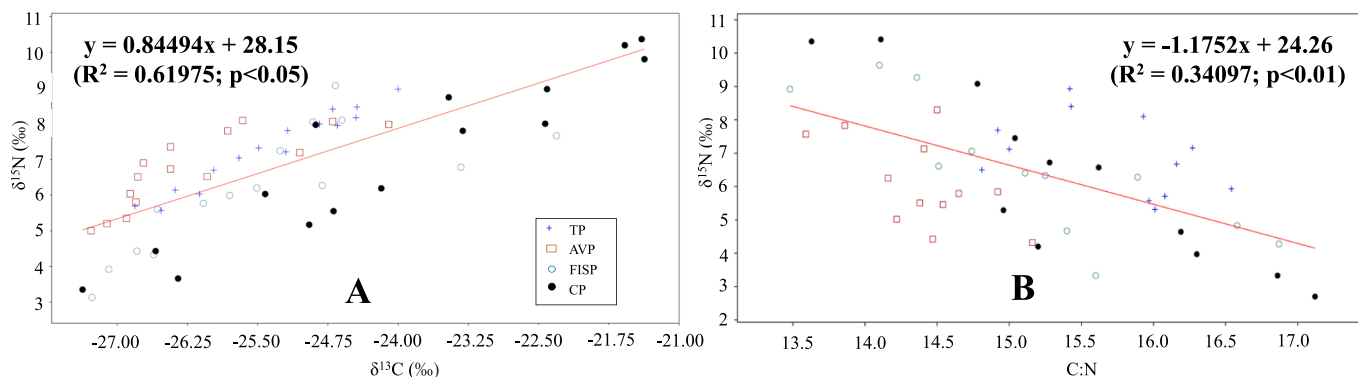 y = 0.84494x + 28.15
(R² = 0.61975; p<0.05)
11
10
9
8
7
6
5
4
3
δ¹⁵N (‰)
-27.00 -26.25 -25.50 -24.75 -24.00 -23.25 -22.50 -21.75 -21.00
δ¹³C (‰)
TP
AVP
FISP
CP
A
y = -1.1752x + 24.26
(R² = 0.34097; p<0.01)
11
10
9
8
7
6
5
4
3
2
δ¹⁵N (‰)
13.5 14.0 14.5 15.0 15.5 16.0 16.5 17.0
C:N
B